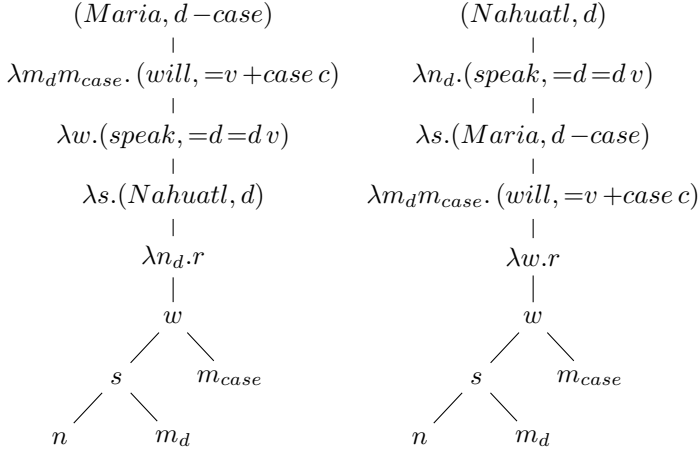 (Maria, d −case)
λm_d m_case. (will, =v +case c)
λw.(speak, =d =d v)
λs.(Nahuatl, d)
λn_d.r
w
s m_case
n m_d
(Nahuatl, d)
λn_d.(speak, =d =d v)
λs.(Maria, d −case)
λm_d m_case. (will, =v +case c)
λw.r
w
s m_case
n m_d